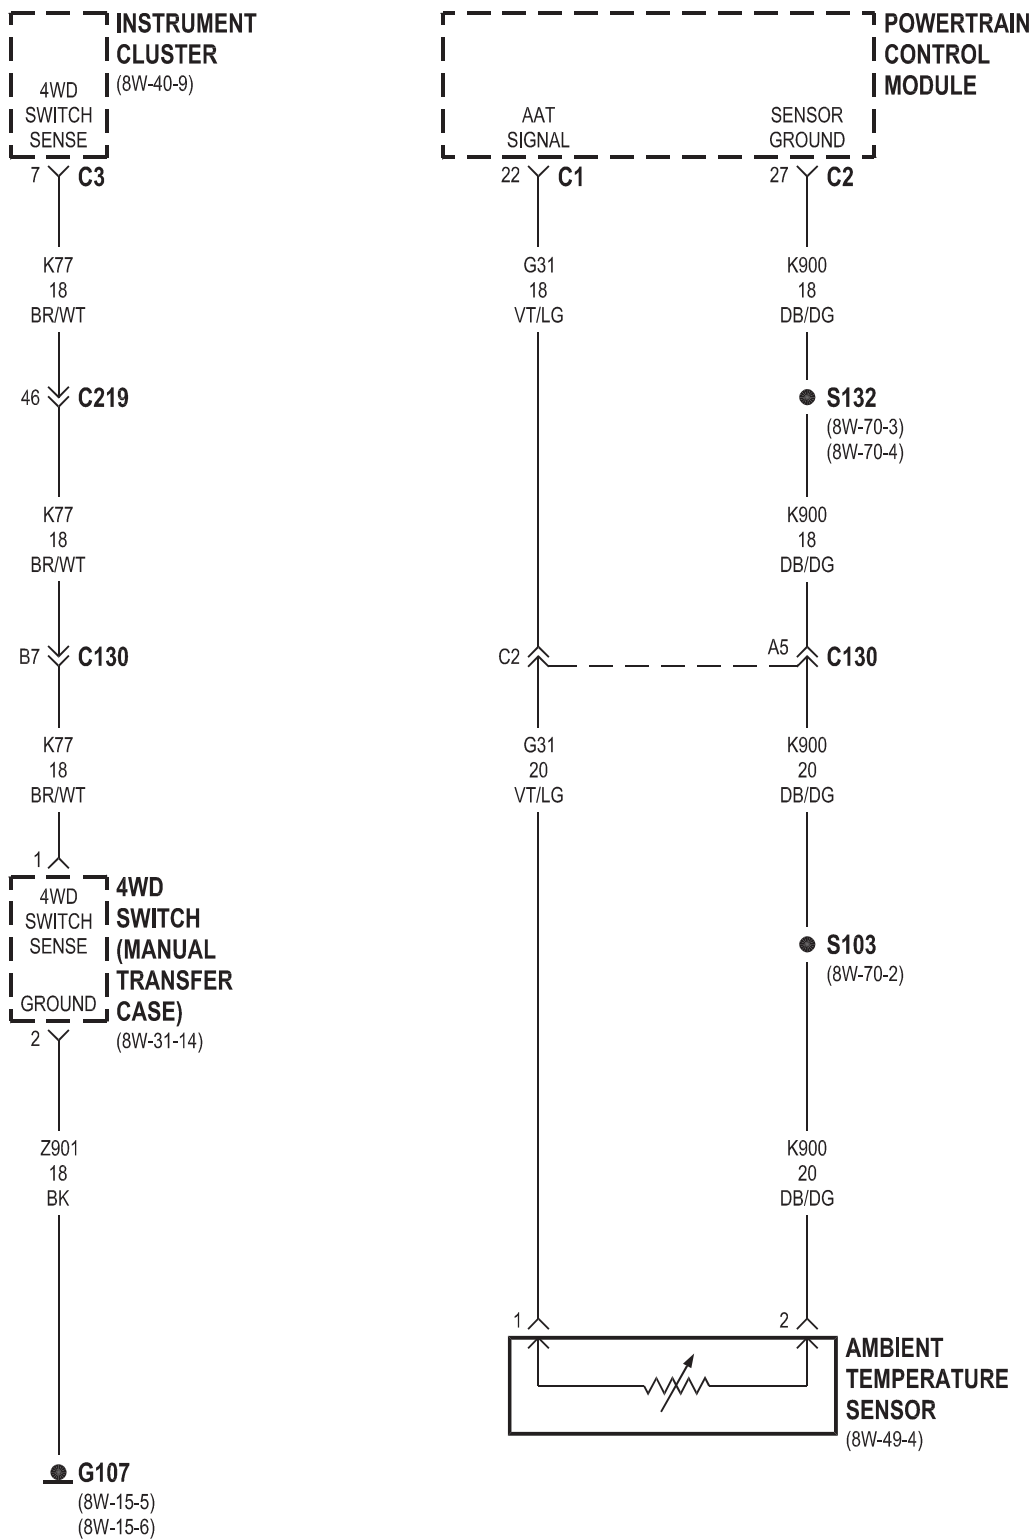 INSTRUMENT
CLUSTER
(8W-40-9)
4WD
SWITCH
SENSE
7
C3
K77
18
BR/WT
46
C219
K77
18
BR/WT
B7
C130
K77
18
BR/WT
1
4WD
SWITCH
SENSE
GROUND
4WD
SWITCH
(MANUAL
TRANSFER
CASE)
(8W-31-14)
2
Z901
18
BK
G107
(8W-15-5)
(8W-15-6)
POWERTRAIN
CONTROL
MODULE
AAT
SIGNAL
SENSOR
GROUND
22
C1
27
C2
G31
18
VT/LG
K900
18
DB/DG
S132
(8W-70-3)
(8W-70-4)
K900
18
DB/DG
C2
A5
C130
G31
20
VT/LG
K900
20
DB/DG
S103
(8W-70-2)
K900
20
DB/DG
1
2
AMBIENT
TEMPERATURE
SENSOR
(8W-49-4)